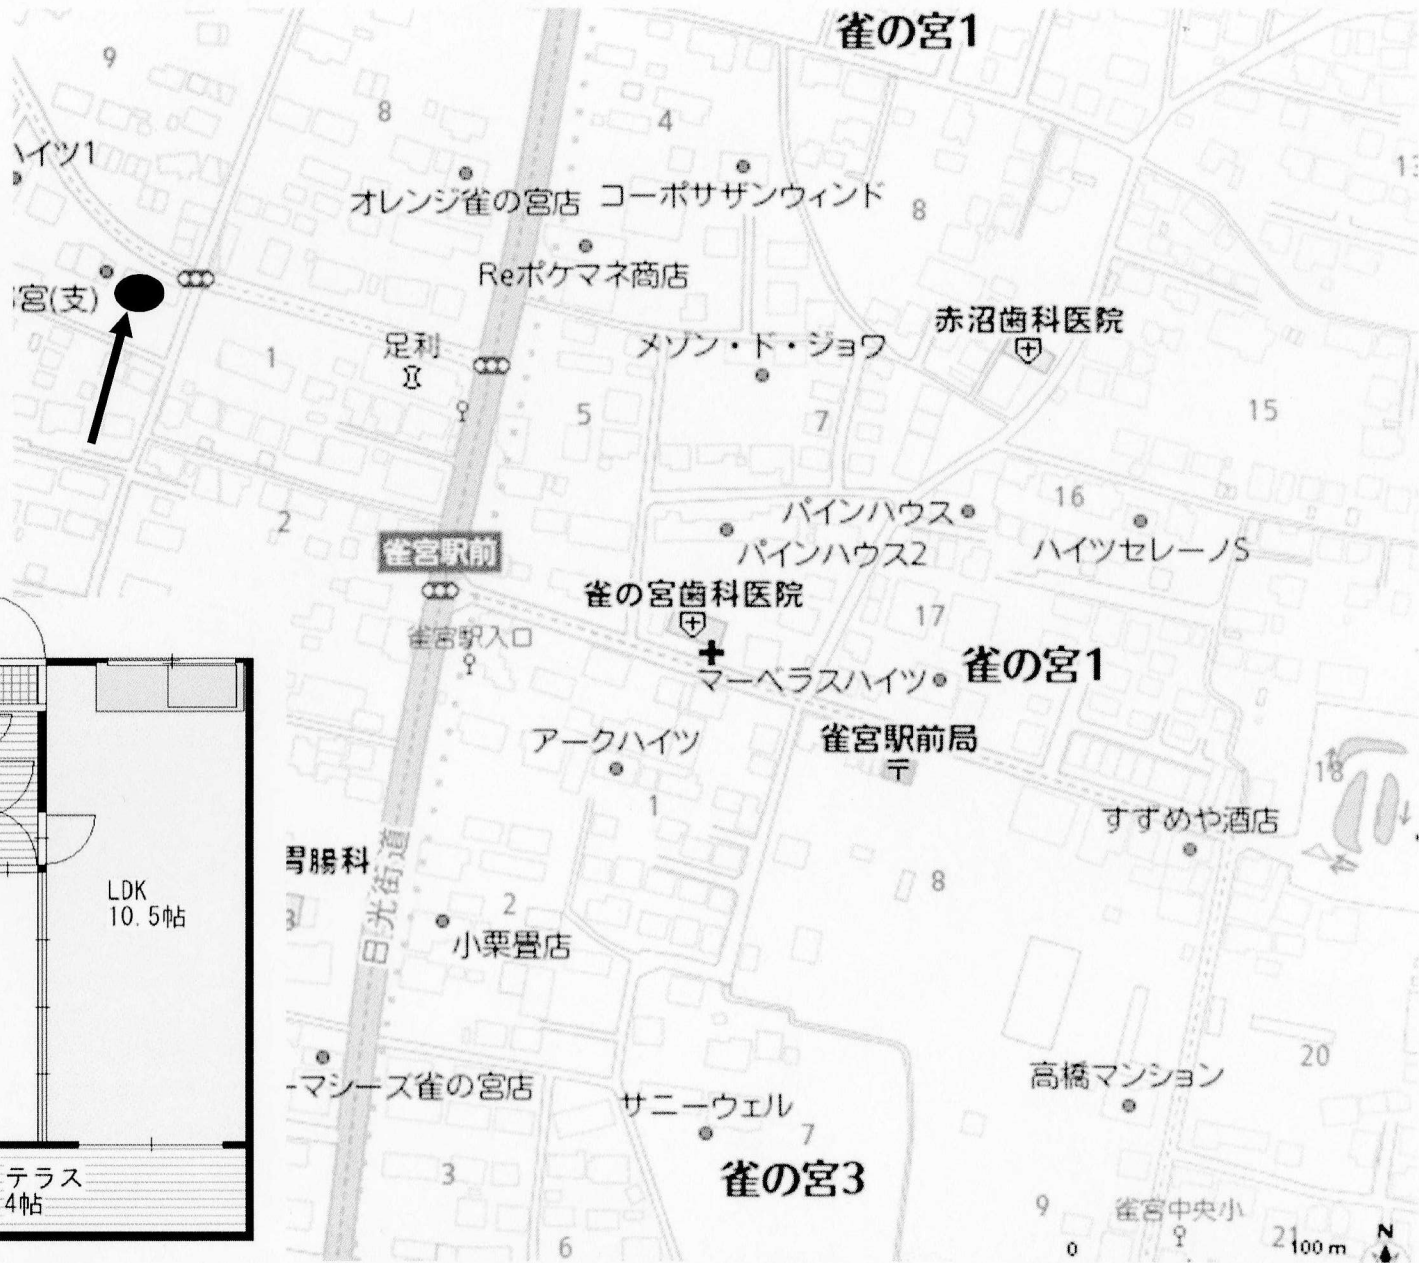 雀の宮1
9
8
4
ハイツ1
13
オレンジ雀の宮店
コーポサザンウィンド
8
Reポケマネ商店
宮(支)
赤沼歯科医院
足利
メゾン・ド・ジョワ
1
5
7
15
2
パインハウス
16
雀宮駅前
パインハウス2
ハイツセレーノS
雀の宮歯科医院
17
雀宮駅入口
マーベラスハイツ
雀の宮1
アークハイツ
雀宮駅前局
〒
18
1
すずめや酒店
胃腸科
日光街道
LDK
10.5帖
8
2
3
小栗畳店
20
ーマシーズ雀の宮店
高橋マンション
サニーウェル
7
テラス
4帖
3
雀の宮3
9
雀宮中央小
6
21
0
100 m
N